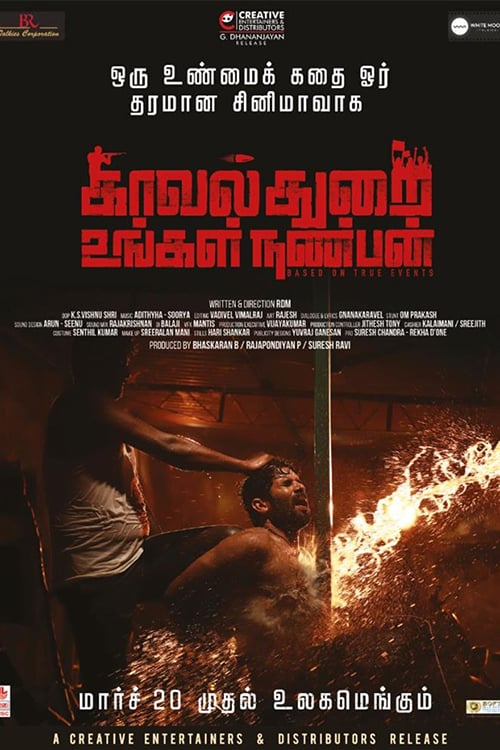 BR
Talkies Corporation
CREATIVE
ENTERTAINERS &
DISTRIBUTORS
G. DHANANJAYAN
RELEASE
WHITE MOON
ஒரு உண்மைக் கதை ஓர்
தரமான சினிமாவாக
காவல்துறை
உங்கள் நண்பன்
BASED ON TRUE EVENTS
WRITTEN & DIRECTION RDM
DOP K.S.VISHNU SHRI MUSIC ADITHYHA - SOORYA EDITING VADIVEL VIMALRAJ ART RAJESH DIALOGUE & LYRICS GNANAKARAVEL STUNT OM PRAKASH
SOUND DESIGN ARUN - SEENU SOUND MIX RAJAKRISHNAN DI BALAJI VFX MANTIS PRODUCTION EXECUTIVE VIJAYAKUMAR PRODUCTION CONTROLLER JITHESH TONY CASHIER KALAIMANI / SREEJITH
COSTUME SENTHIL KUMAR MAKE UP SREERALAN MANI STILLS HARI SHANKAR PUBLICITY DESIGNS YUVRAJ GANESAN PRO SURESH CHANDRA - REKHA D'ONE
PRODUCED BY BHASKARAN B / RAJAPONDIYAN P / SURESH RAVI
மார்ச் 20 முதல் உலகமெங்கும்
A CREATIVE ENTERTAINERS & DISTRIBUTORS RELEASE